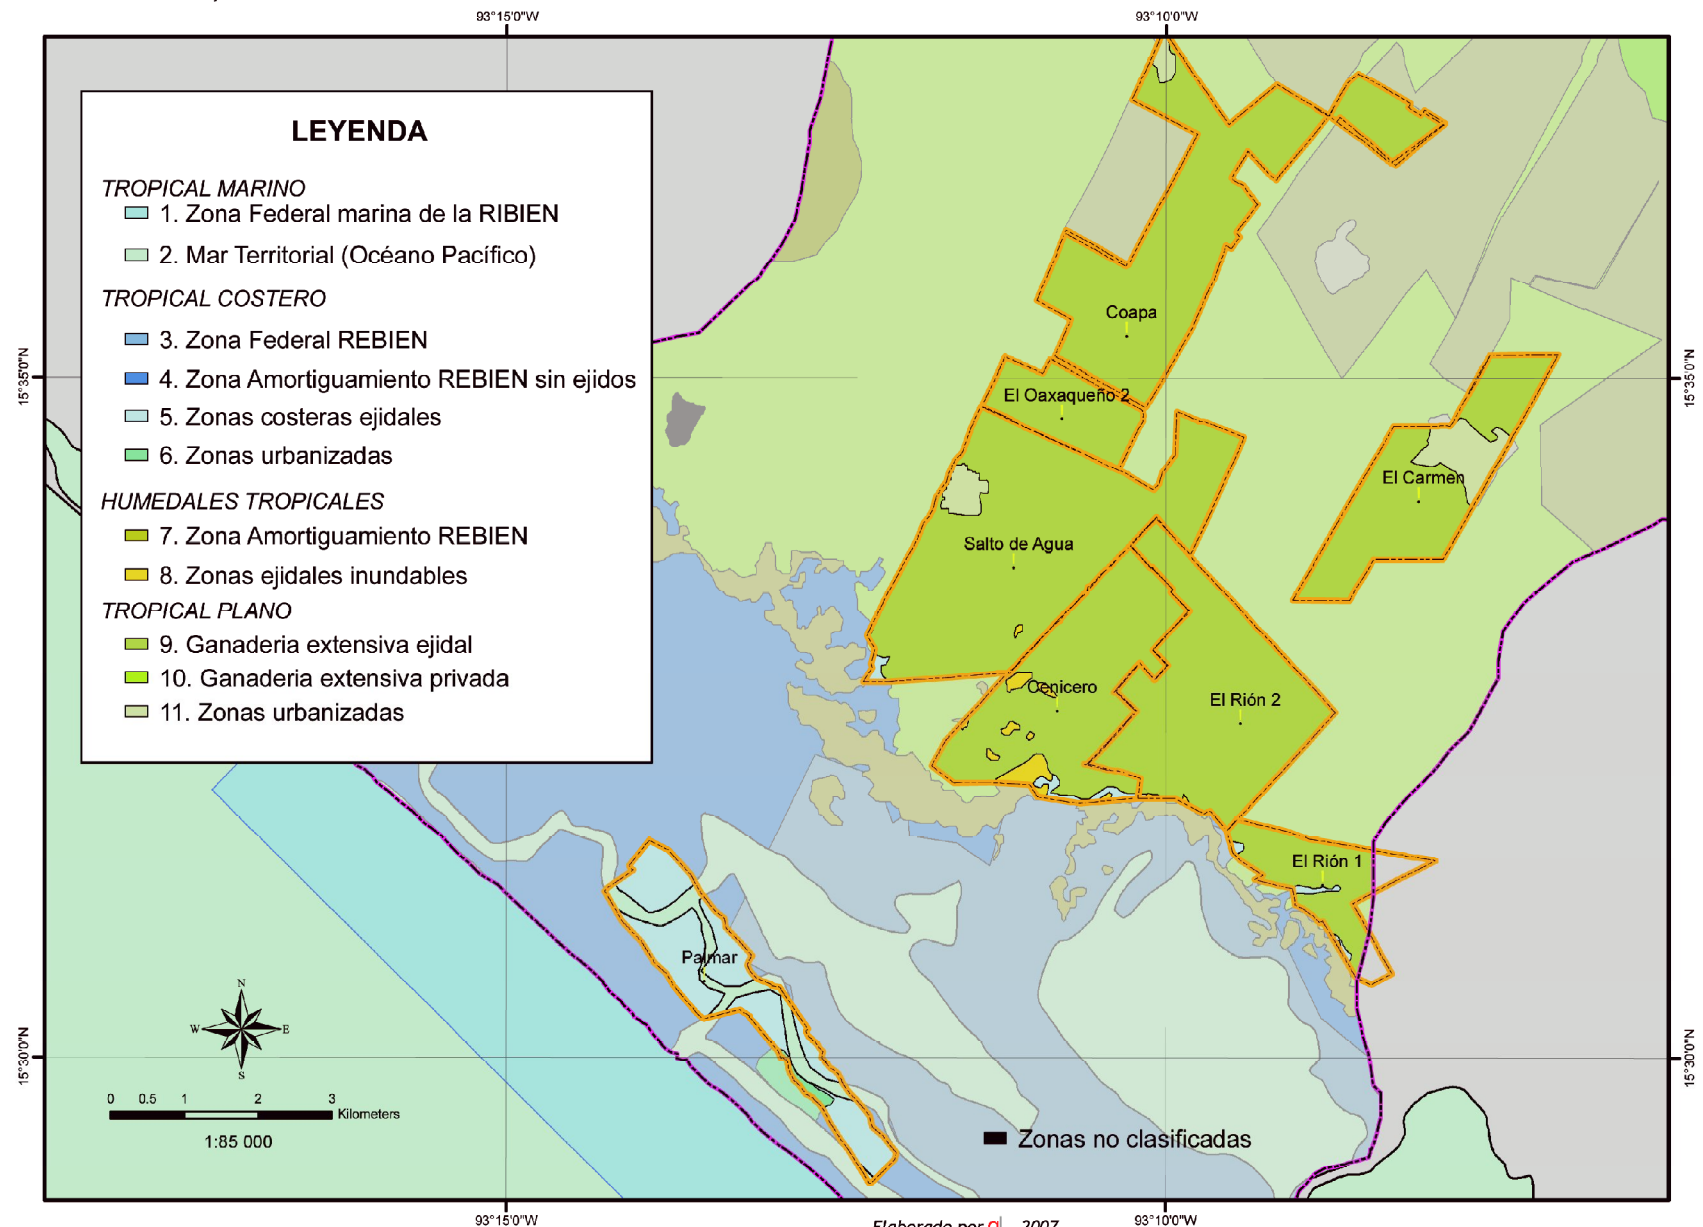 93°15'0"W
93°10'0"W
LEYENDA
TROPICAL MARINO
1. Zona Federal marina de la RIBIEN
2. Mar Territorial (Océano Pacífico)
TROPICAL COSTERO
3. Zona Federal REBIEN
4. Zona Amortiguamiento REBIEN sin ejidos
5. Zonas costeras ejidales
6. Zonas urbanizadas
HUMEDALES TROPICALES
7. Zona Amortiguamiento REBIEN
8. Zonas ejidales inundables
TROPICAL PLANO
9. Ganaderia extensiva ejidal
10. Ganaderia extensiva privada
11. Zonas urbanizadas
15°35'0"N
15°35'0"N
Coapa
El Oaxaqueño 2
El Carmen
Salto de Agua
Cenicero
El Rión 2
El Rión 1
Palmar
N
W E
S
15°30'0"N
15°30'0"N
0 0.5 1 2 3
Kilometers
1:85 000
Zonas no clasificadas
93°15'0"W
93°10'0"W
Elaborado por 2007